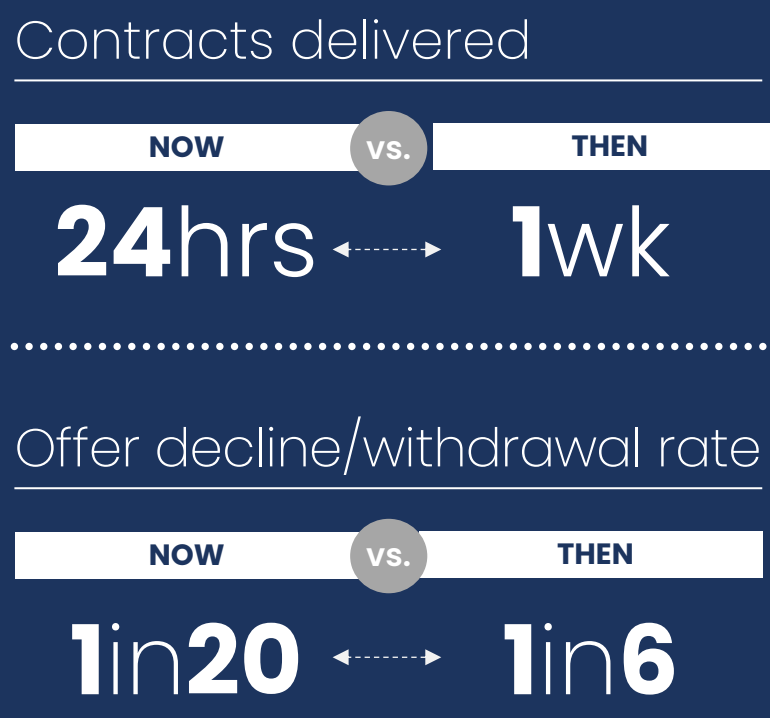 Contracts delivered
NOW vs. THEN
24hrs 1wk
Offer decline/withdrawal rate
NOW vs. THEN
1in20 1in6